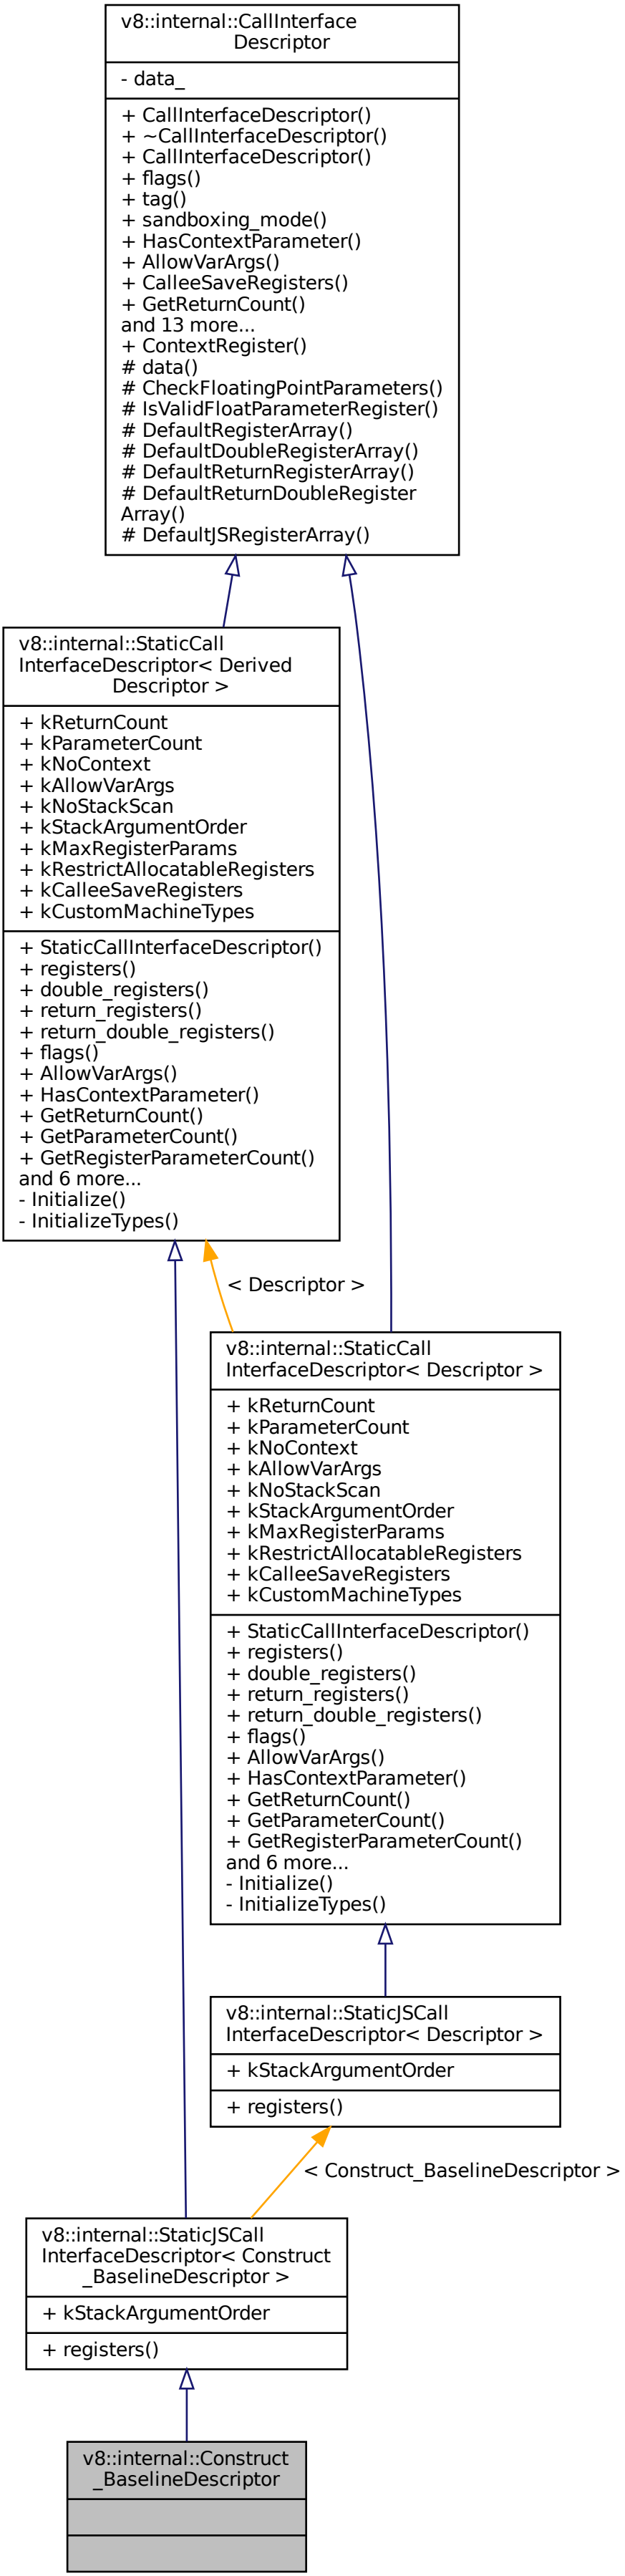 v8::internal::CallInterface
Descriptor
- data_
+ CallInterfaceDescriptor()
+ ~CallInterfaceDescriptor()
+ CallInterfaceDescriptor()
+ flags()
+ tag()
+ sandboxing_mode()
+ HasContextParameter()
+ AllowVarArgs()
+ CalleeSaveRegisters()
+ GetReturnCount()
and 13 more...
+ ContextRegister()
# data()
# CheckFloatingPointParameters()
# IsValidFloatParameterRegister()
# DefaultRegisterArray()
# DefaultDoubleRegisterArray()
# DefaultReturnRegisterArray()
# DefaultReturnDoubleRegister
Array()
# DefaultJSRegisterArray()
v8::internal::StaticCall
InterfaceDescriptor< Derived
Descriptor >
+ kReturnCount
+ kParameterCount
+ kNoContext
+ kAllowVarArgs
+ kNoStackScan
+ kStackArgumentOrder
+ kMaxRegisterParams
+ kRestrictAllocatableRegisters
+ kCalleeSaveRegisters
+ kCustomMachineTypes
+ StaticCallInterfaceDescriptor()
+ registers()
+ double_registers()
+ return_registers()
+ return_double_registers()
+ flags()
+ AllowVarArgs()
+ HasContextParameter()
+ GetReturnCount()
+ GetParameterCount()
+ GetRegisterParameterCount()
and 6 more...
- Initialize()
- InitializeTypes()
< Descriptor >
v8::internal::StaticCall
InterfaceDescriptor< Descriptor >
+ kReturnCount
+ kParameterCount
+ kNoContext
+ kAllowVarArgs
+ kNoStackScan
+ kStackArgumentOrder
+ kMaxRegisterParams
+ kRestrictAllocatableRegisters
+ kCalleeSaveRegisters
+ kCustomMachineTypes
+ StaticCallInterfaceDescriptor()
+ registers()
+ double_registers()
+ return_registers()
+ return_double_registers()
+ flags()
+ AllowVarArgs()
+ HasContextParameter()
+ GetReturnCount()
+ GetParameterCount()
+ GetRegisterParameterCount()
and 6 more...
- Initialize()
- InitializeTypes()
v8::internal::StaticJSCall
InterfaceDescriptor< Descriptor >
+ kStackArgumentOrder
+ registers()
< Construct_BaselineDescriptor >
v8::internal::StaticJSCall
InterfaceDescriptor< Construct
_BaselineDescriptor >
+ kStackArgumentOrder
+ registers()
v8::internal::Construct
_BaselineDescriptor